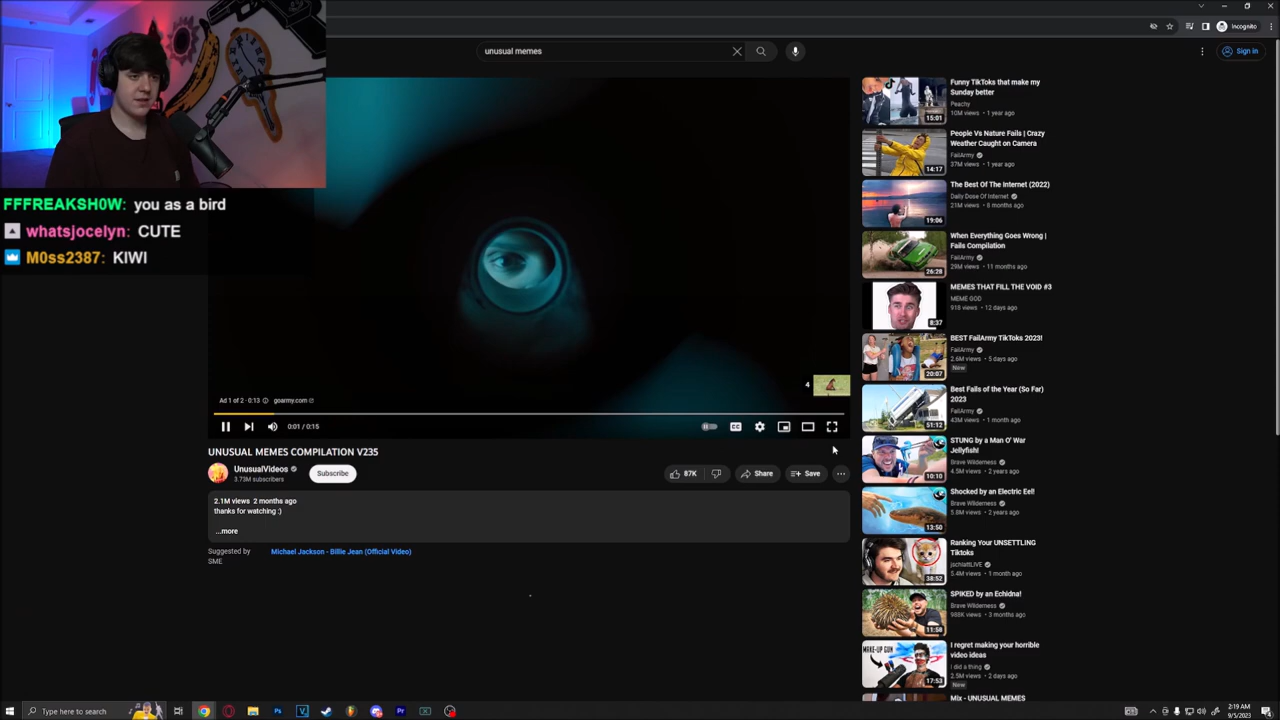 Incognito
unusual memes
Sign in
FFFREAKSH0W: you as a bird
whatsjocelyn: CUTE
M0ss2387: KIWI
4
Ad 1 of 2 · 0:13
goarmy.com
0:01 / 0:15
UNUSUAL MEMES COMPILATION V235
UnusualVideos
3.73M subscribers
Subscribe
87K
Share
Save
2.1M views 2 months ago
thanks for watching :)
...more
Suggested by
SME
Michael Jackson - Billie Jean (Official Video)
15:01
Funny TikToks that make my
Sunday better
Peachy
10M views • 1 year ago
14:17
People Vs Nature Fails | Crazy
Weather Caught on Camera
FailArmy
37M views • 1 year ago
19:06
The Best Of The Internet (2022)
Daily Dose Of Internet
21M views • 8 months ago
26:28
When Everything Goes Wrong |
Fails Compilation
FailArmy
29M views • 11 months ago
8:37
MEMES THAT FILL THE VOID #3
MEME GOD
918 views • 12 days ago
20:07
BEST FailArmy TikToks 2023!
FailArmy
2.6M views • 5 days ago
New
51:12
Best Fails of the Year (So Far)
2023
FailArmy
43M views • 1 month ago
10:10
STUNG by a Man O' War
Jellyfish!
Brave Wilderness
4.5M views • 2 years ago
13:50
Shocked by an Electric Eel!
Brave Wilderness
5.8M views • 2 years ago
38:52
Ranking Your UNSETTLING
Tiktoks
jschlattLIVE
5.4M views • 1 month ago
11:58
SPIKED by an Echidna!
Brave Wilderness
988K views • 3 months ago
MAKE-UP GUN
17:53
I regret making your horrible
video ideas
I did a thing
2.5M views • 2 days ago
New
Mix - UNUSUAL MEMES
Type here to search
2:19 AM
9/5/2023